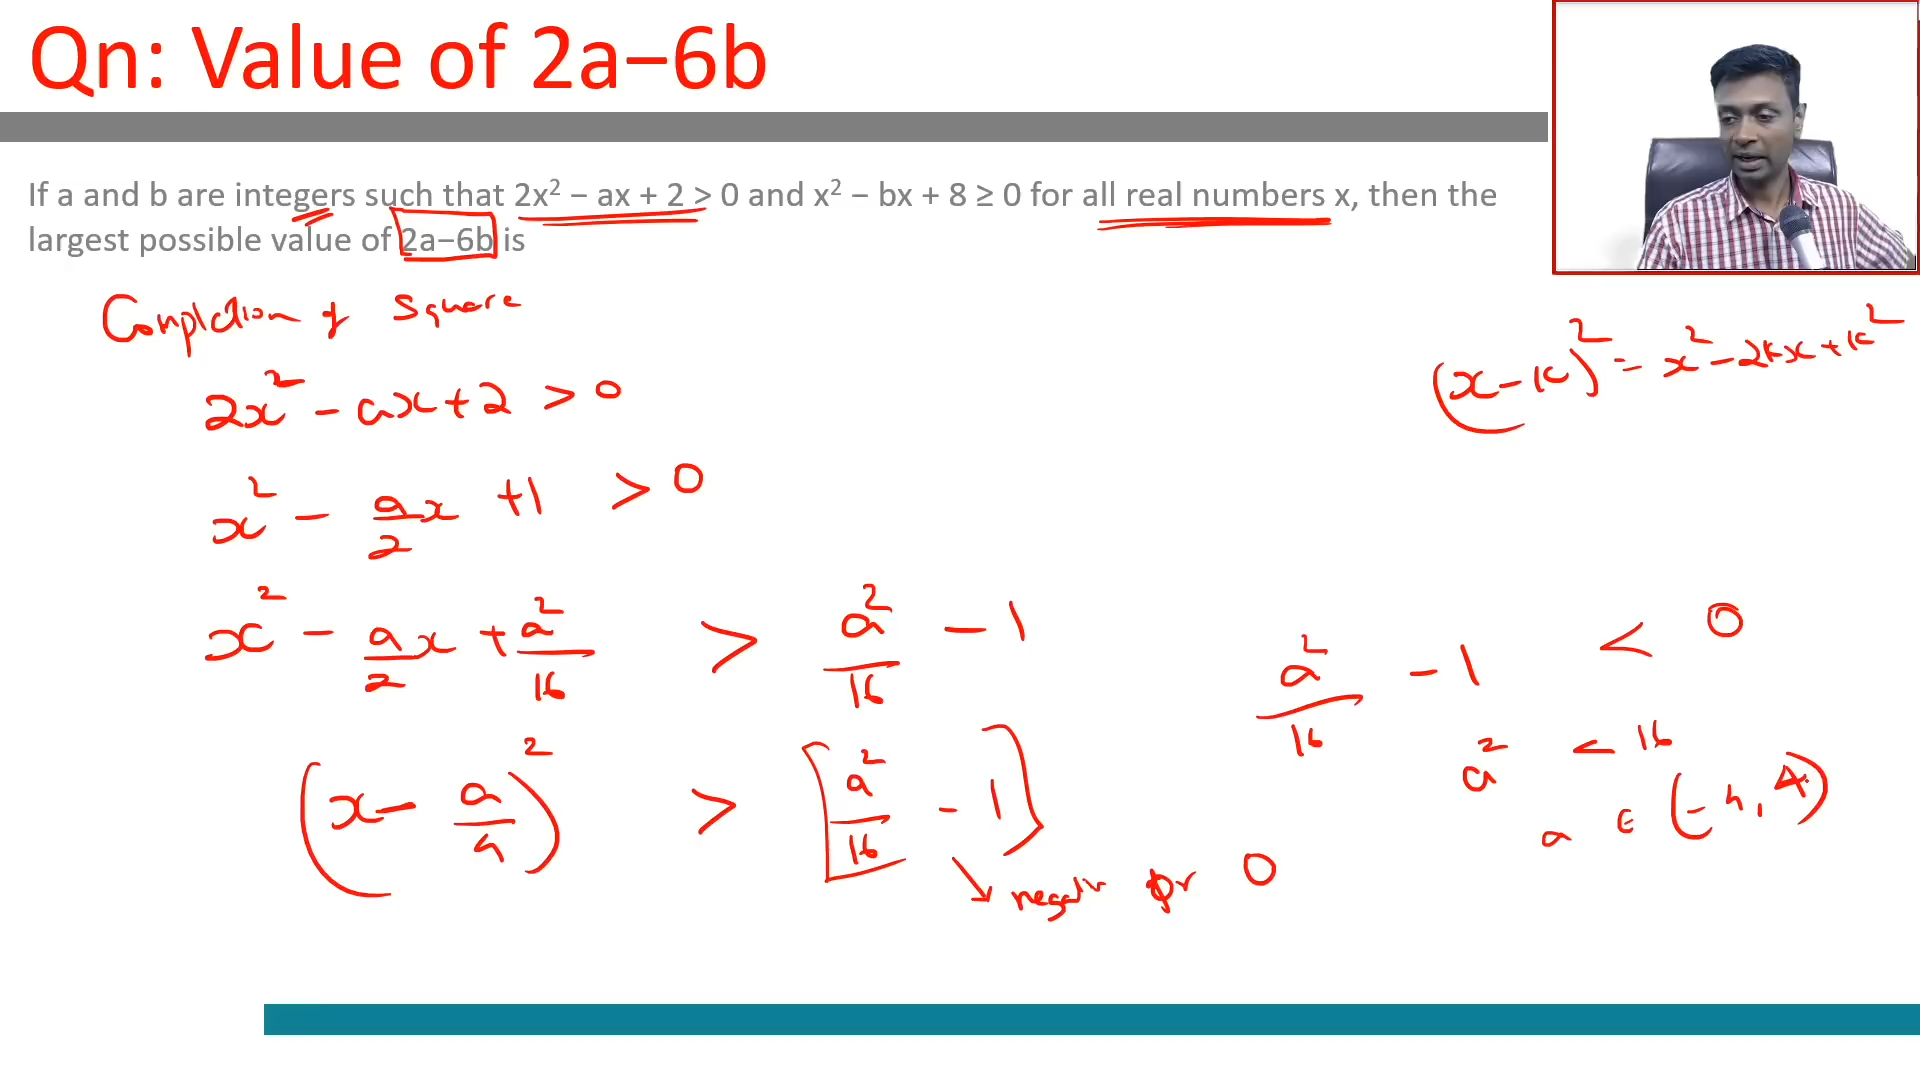 Qn: Value of 2a–6b
If a and b are integers such that 2x² − ax + 2 > 0 and x² − bx + 8 ≥ 0 for all real numbers x, then the
largest possible value of 2a−6b is
Completion of Square
(x − k)² = x² − 2kx + k²
2x² − ax + 2 > 0
x² − a/2 x + 1 > 0
x² − a/2 x + a²/16 > a²/16 − 1
a²/16 − 1 < 0
(x − a/4)² > [a²/16 − 1]
a² < 16
a ∈ (−4, 4)
or 0